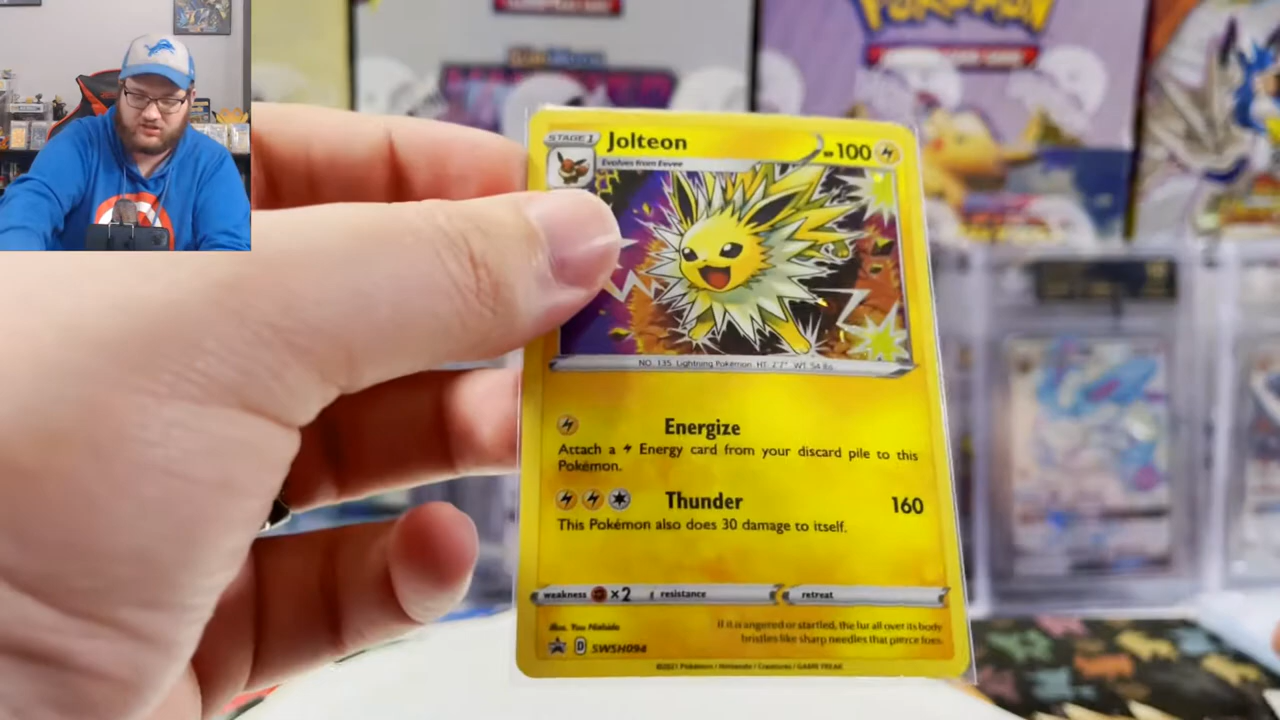 POKÉMON
STAGE 1
Jolteon
HP 100
Evolves from Eevee
NO. 135 Lightning Pokémon HT: 2'7" WT: 54 lbs
Energize
Attach a Energy card from your discard pile to this
Pokémon.
Thunder 160
This Pokémon also does 30 damage to itself.
weakness ×2 resistance retreat
Illus. You Nishido
If it is angered or startled, the fur all over its body
bristles like sharp needles that pierce foes.
D SWSH094
©2021 Pokémon / Nintendo / Creatures / GAME FREAK